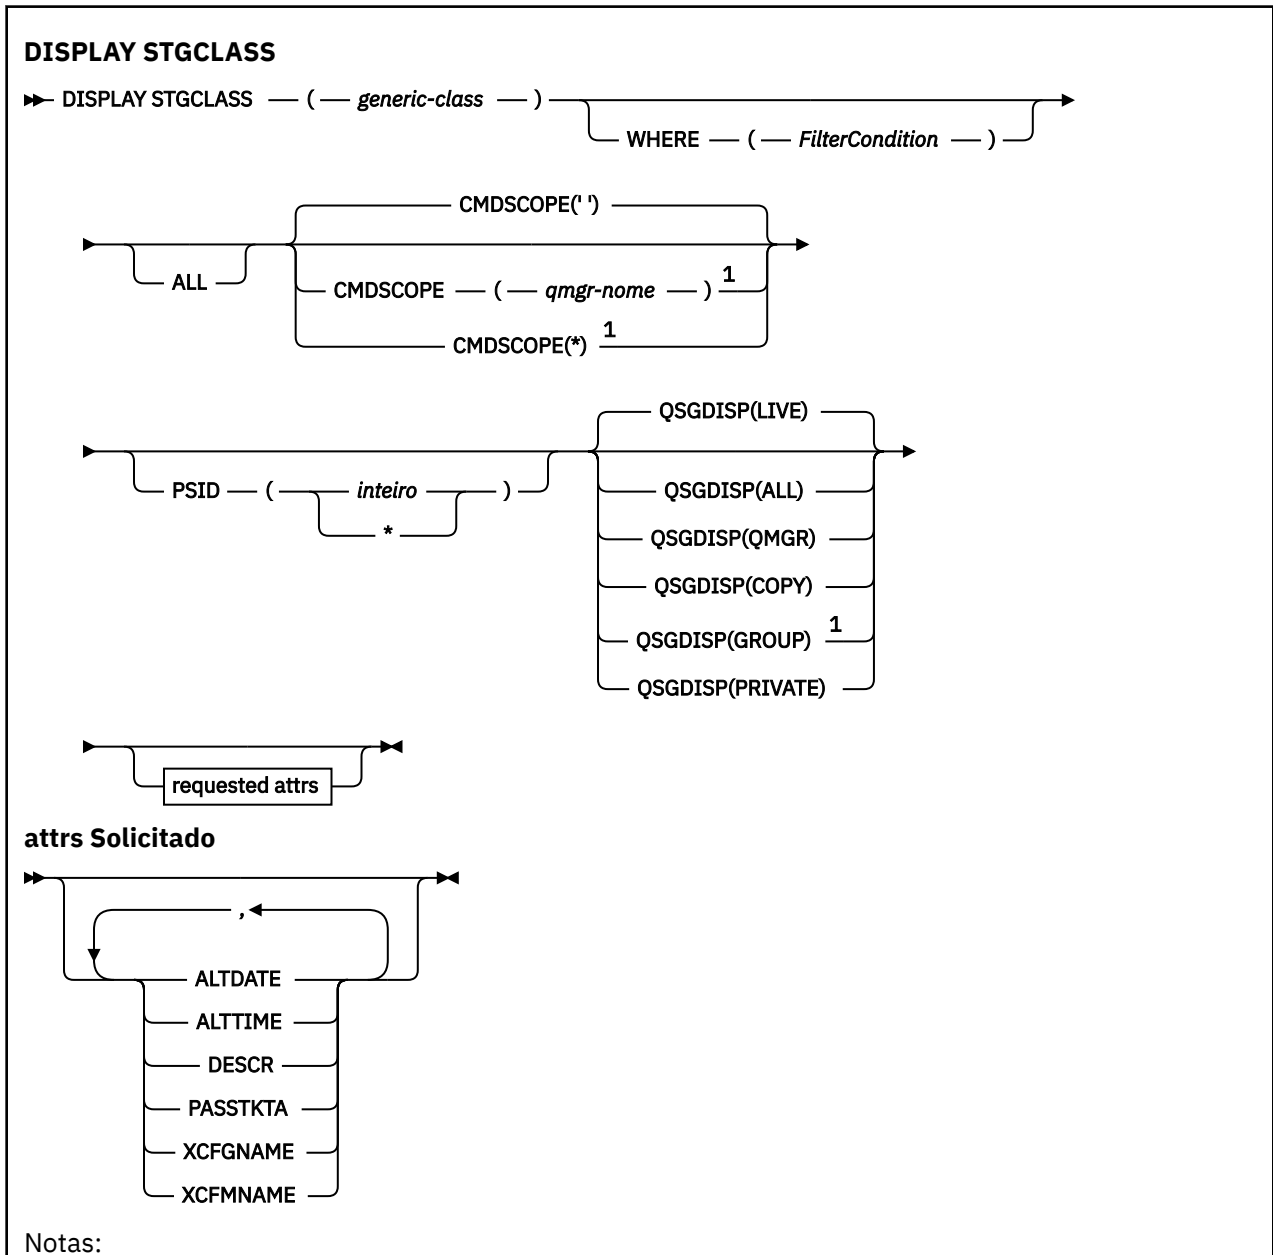 DISPLAY STGCLASS
DISPLAY STGCLASS ( generic-class )
WHERE ( FilterCondition )
CMDSCOPE(' ')
ALL
CMDSCOPE ( qmgr-nome ) 1
CMDSCOPE(*) 1
QSGDISP(LIVE)
PSID ( inteiro )
*
QSGDISP(ALL)
QSGDISP(QMGR)
QSGDISP(COPY)
QSGDISP(GROUP) 1
QSGDISP(PRIVATE)
requested attrs
attrs Solicitado
,
ALTDATE
ALTTIME
DESCR
PASSTKTA
XCFGNAME
XCFMNAME
Notas: